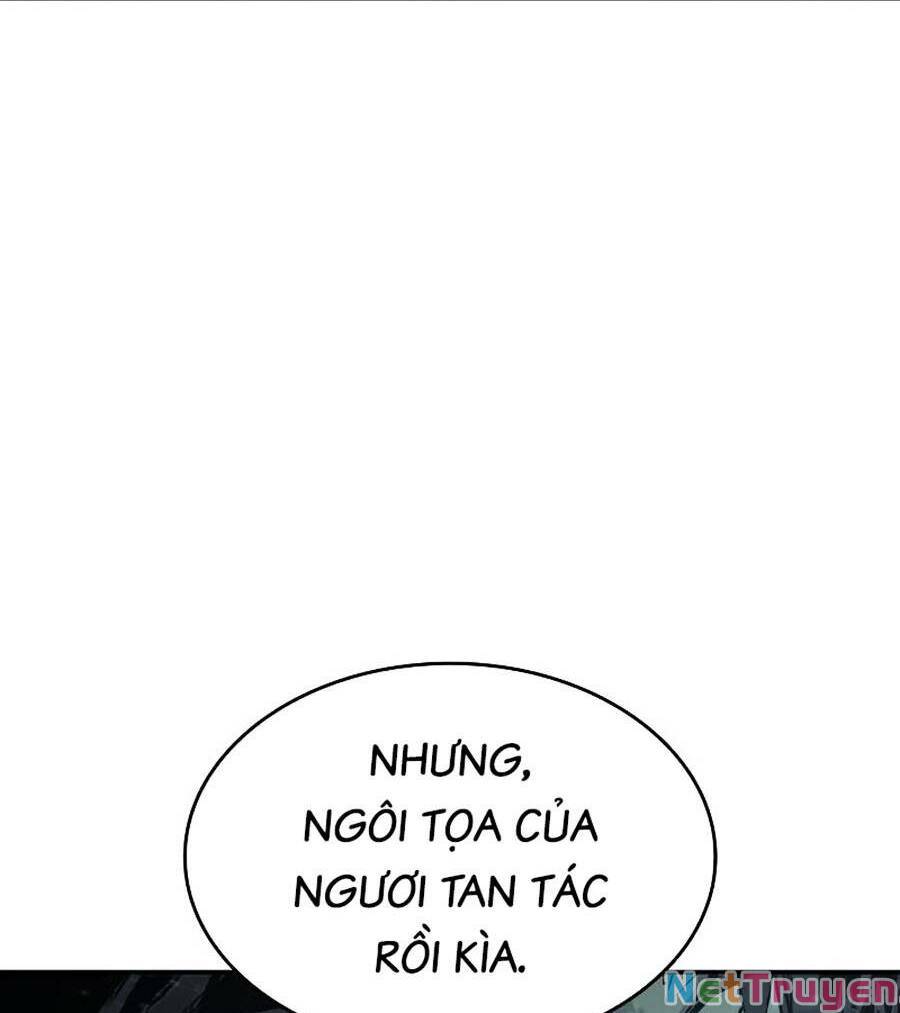 NHƯNG,
NGÔI TỌA CỦA
NGƯƠI TAN TÁC
RỒI KÌA.
NetTruyen